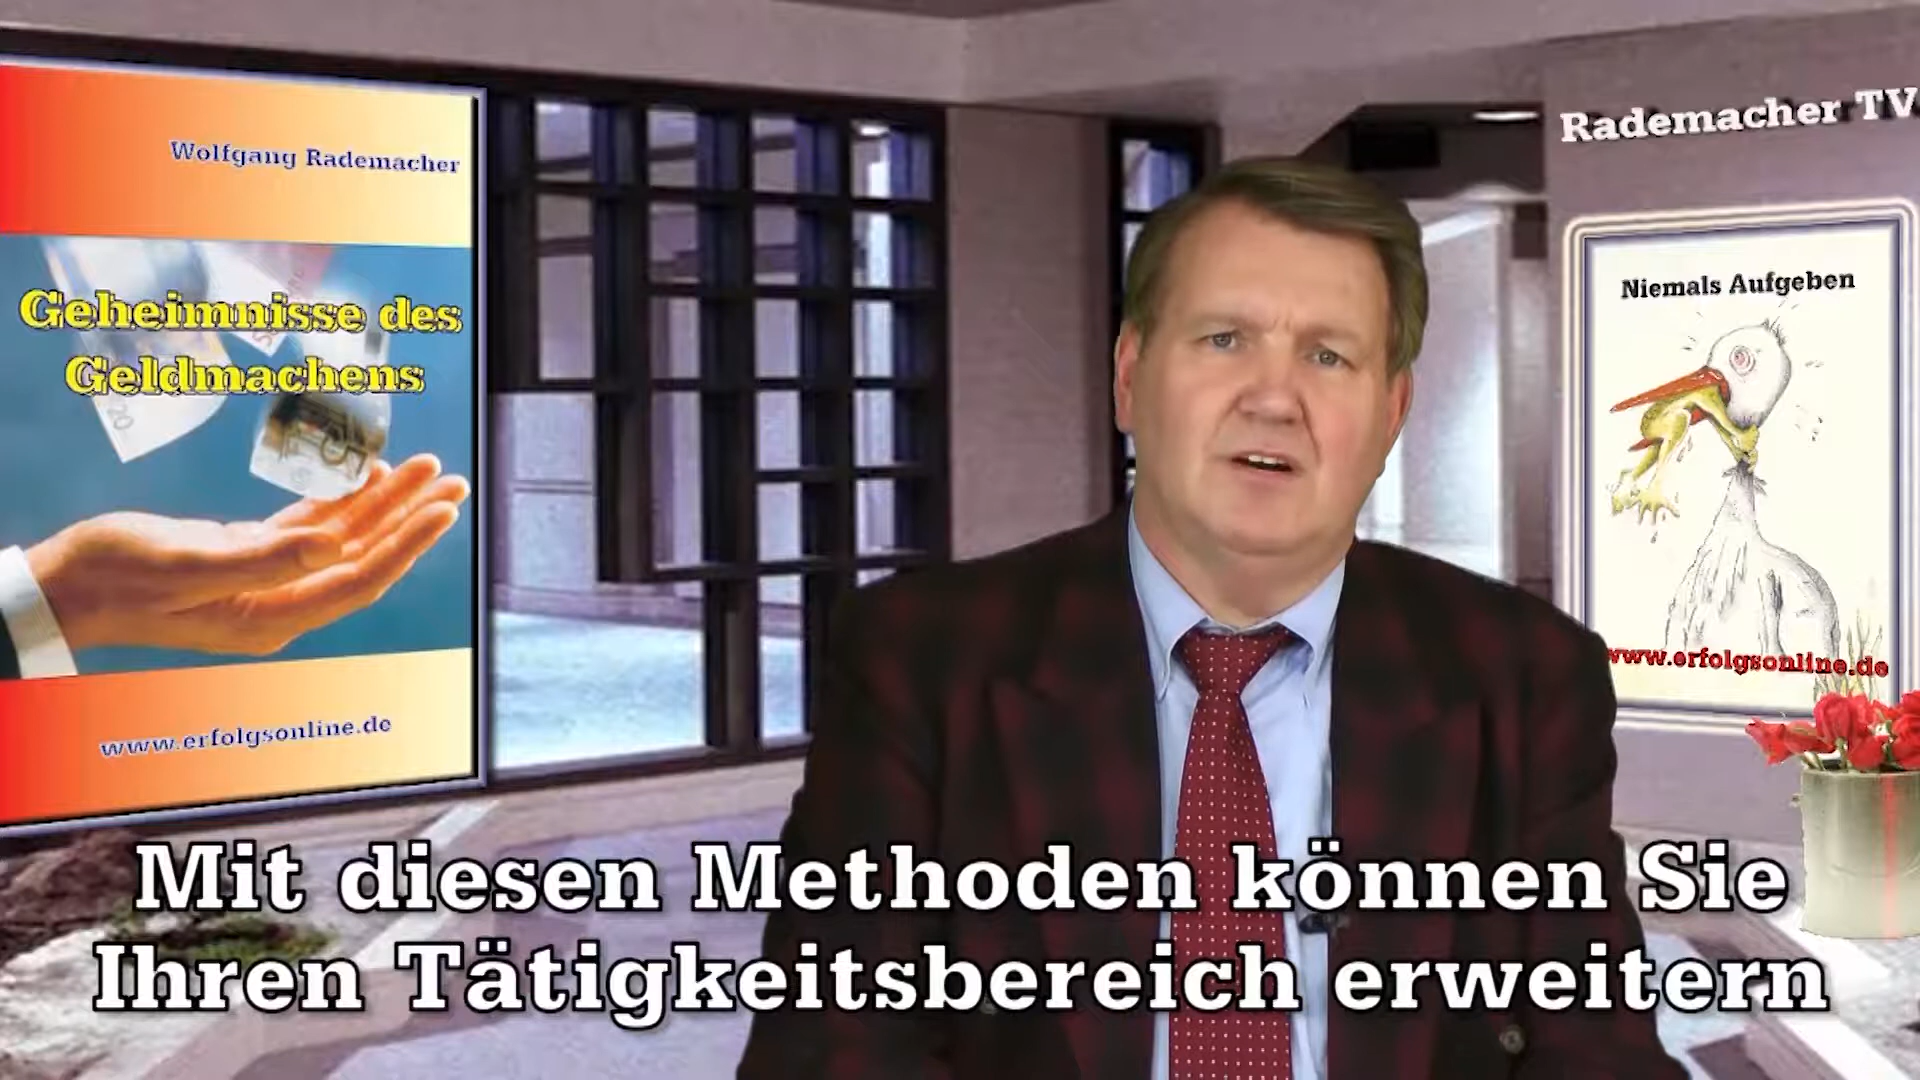 Wolfgang Rademacher
Geheimnisse des
Geldmachens
www.erfolgsonline.de
Rademacher TV
Niemals Aufgeben
www.erfolgsonline.de
Mit diesen Methoden können Sie
Ihren Tätigkeitsbereich erweitern